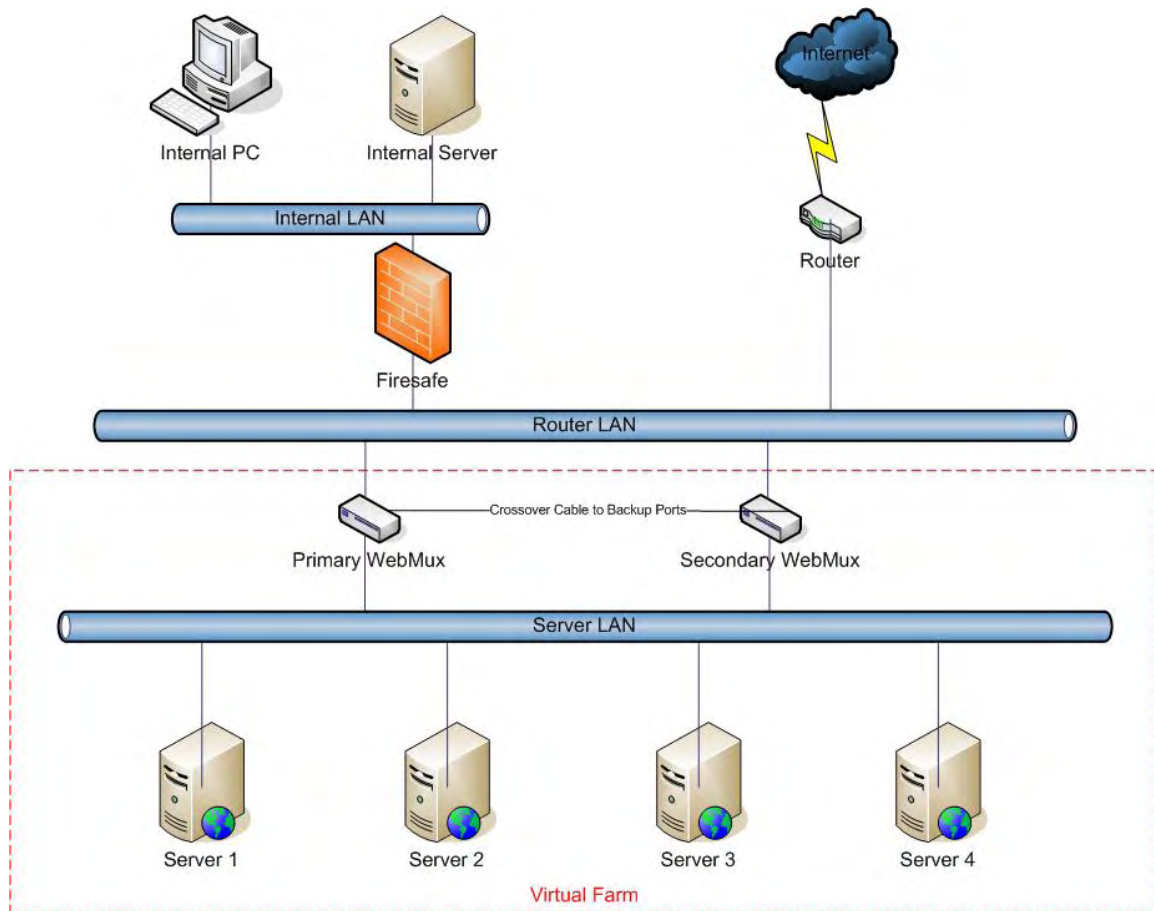 Internet
Internal PC
Internal Server
Internal LAN
Router
Firesafe
Router LAN
Crossover Cable to Backup Ports
Primary WebMux
Secondary WebMux
Server LAN
Server 1
Server 2
Server 3
Server 4
Virtual Farm